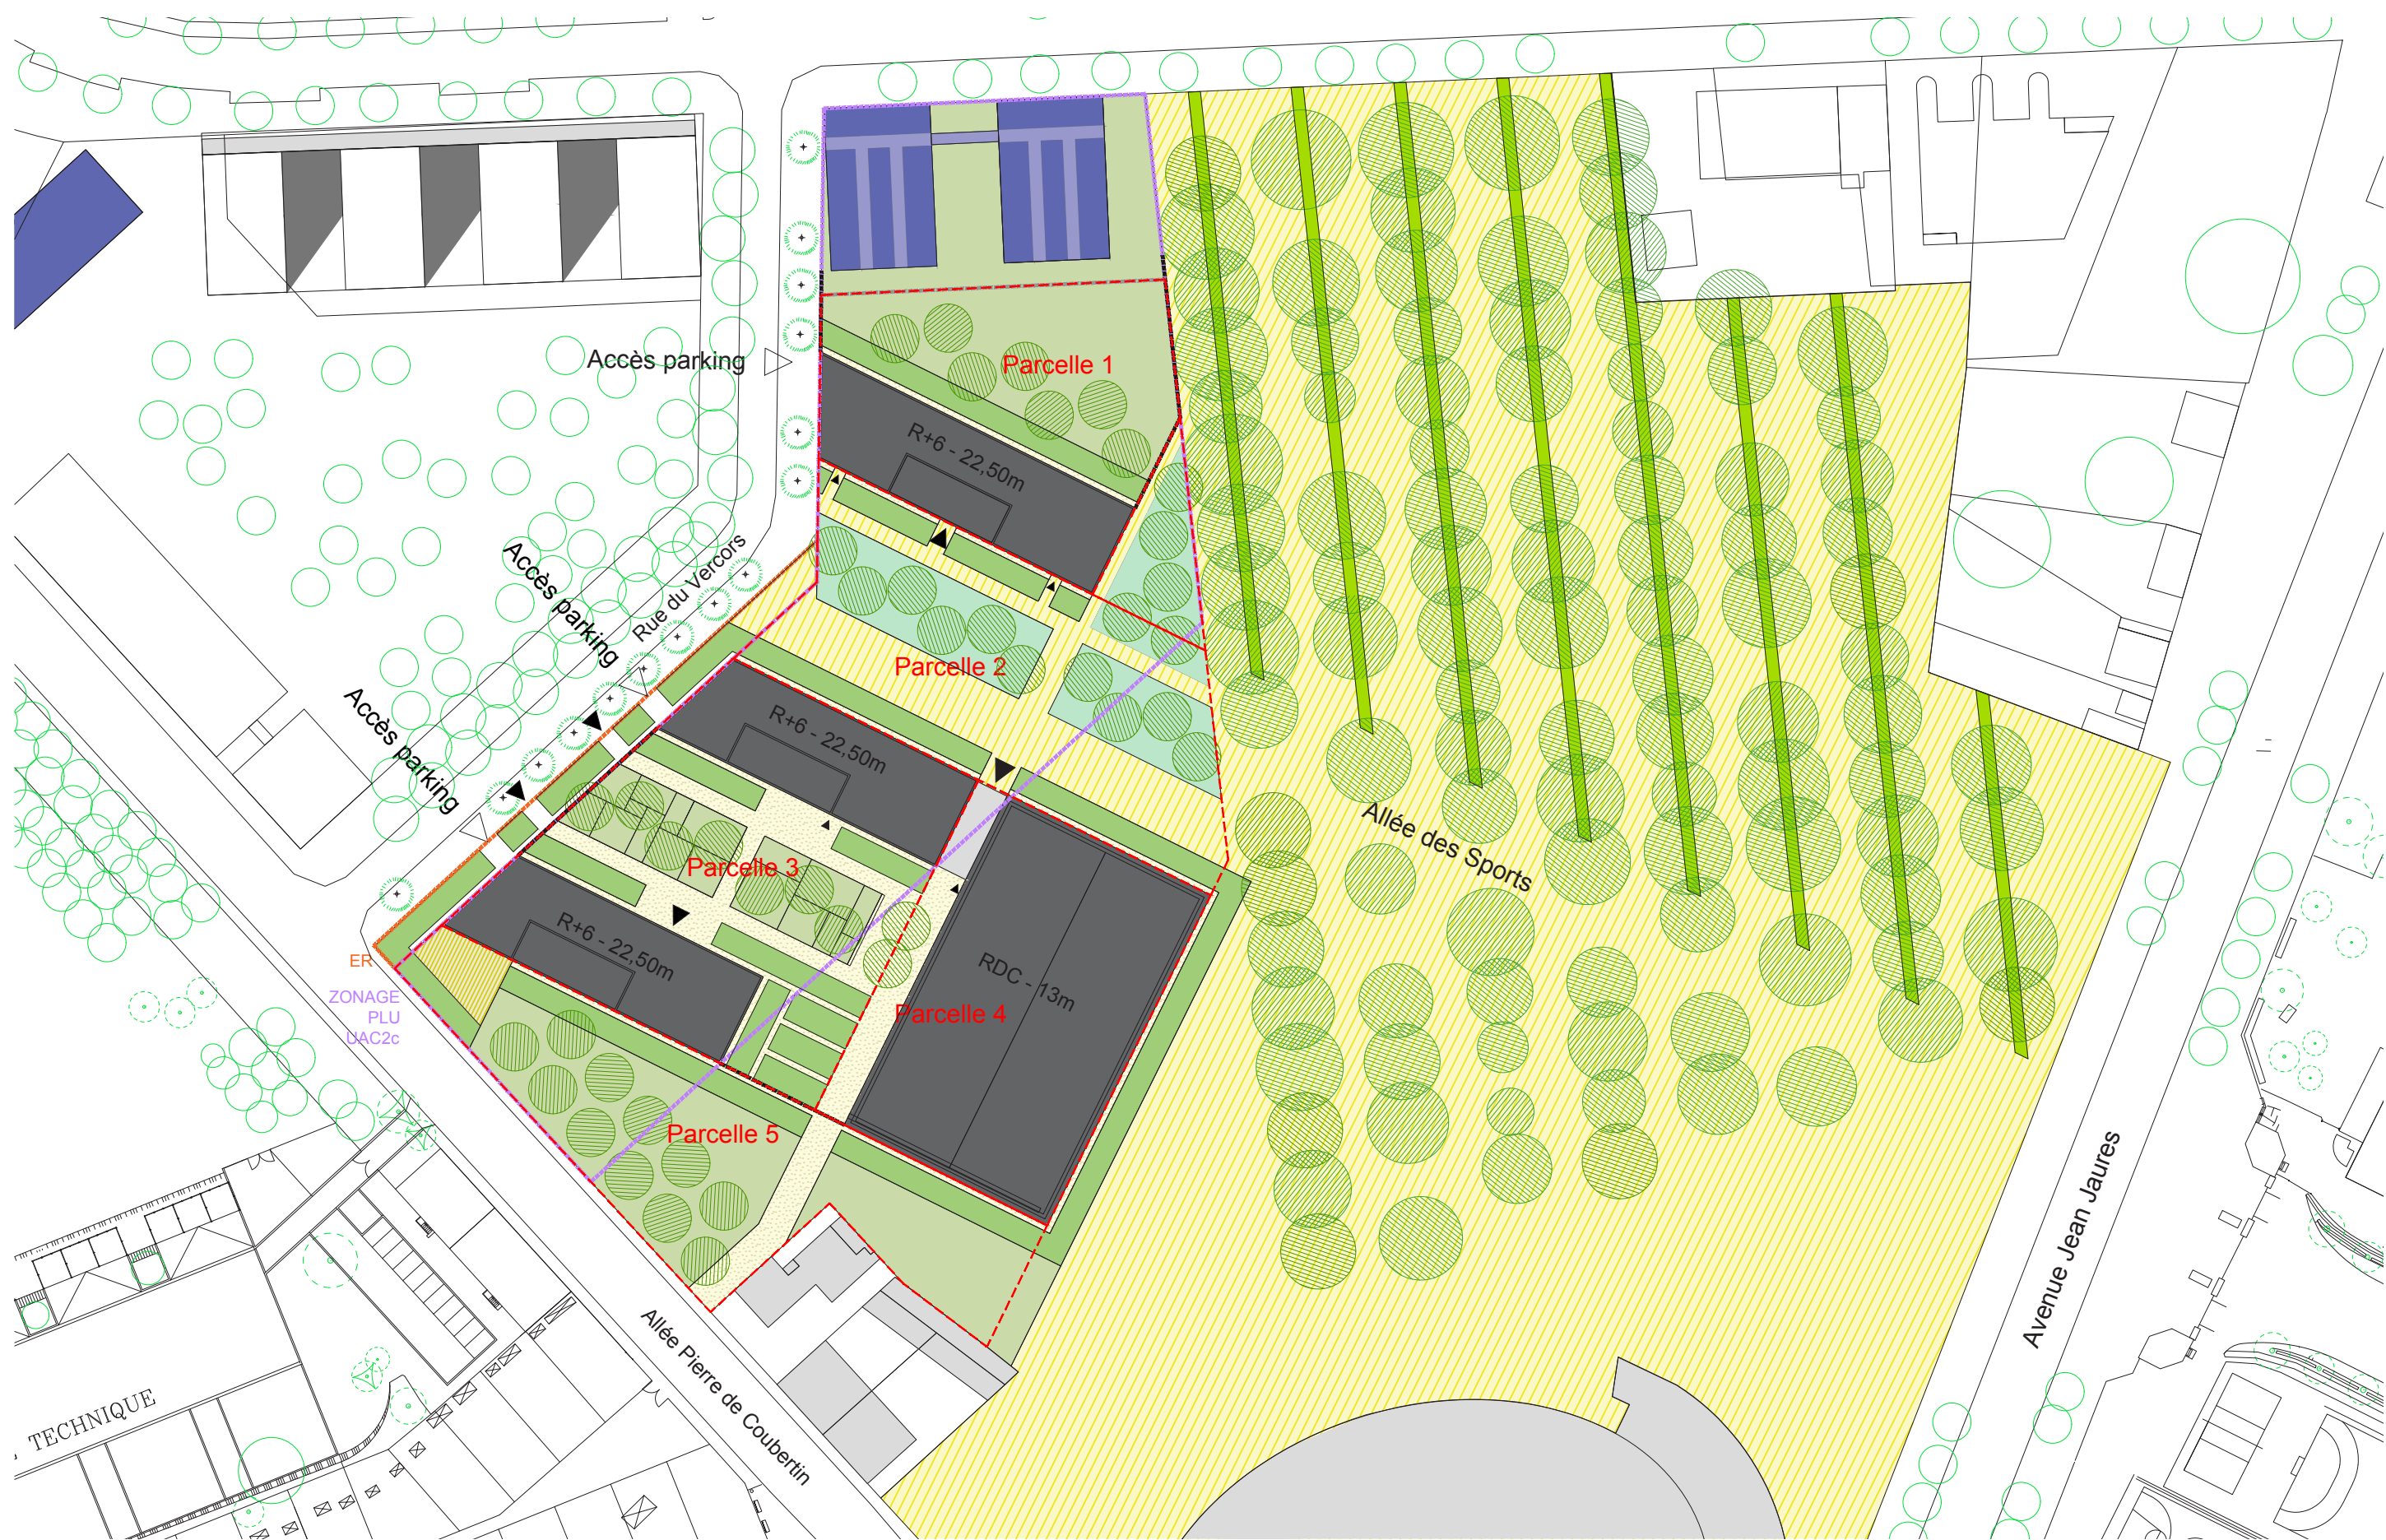 Accès parking
Parcelle 1
R+6 - 22,50m
Accès parking
Rue du Vercors
Parcelle 2
Accès parking
R+6 - 22,50m
Allée des Sports
Parcelle 3
R+6 - 22,50m
ER
RDC - 13m
ZONAGE
PLU
UAC2c
Parcelle 4
Parcelle 5
Avenue Jean Jaures
Allée Pierre de Coubertin
TECHNIQUE